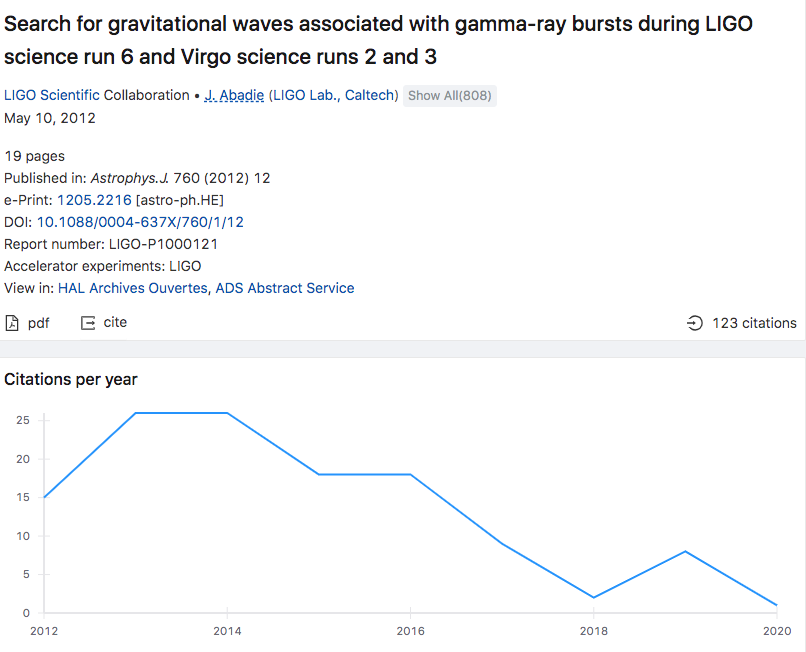 Search for gravitational waves associated with gamma-ray bursts during LIGO
science run 6 and Virgo science runs 2 and 3
LIGO Scientific Collaboration • J. Abadie (LIGO Lab., Caltech) Show All(808)
May 10, 2012
19 pages
Published in: Astrophys.J. 760 (2012) 12
e-Print: 1205.2216 [astro-ph.HE]
DOI: 10.1088/0004-637X/760/1/12
Report number: LIGO-P1000121
Accelerator experiments: LIGO
View in: HAL Archives Ouvertes, ADS Abstract Service
pdf cite 123 citations
Citations per year
25
20
15
10
5
0
2012 2014 2016 2018 2020